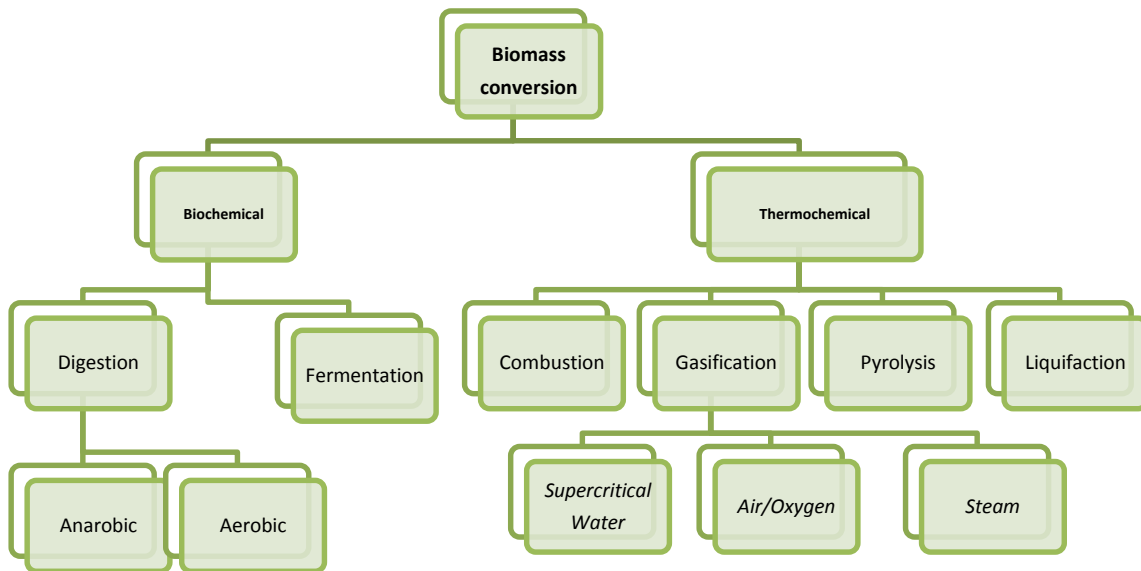 Biomass
conversion
Biochemical
Thermochemical
Digestion
Fermentation
Combustion
Gasification
Pyrolysis
Liquifaction
Anarobic
Aerobic
Supercritical
Water
Air/Oxygen
Steam